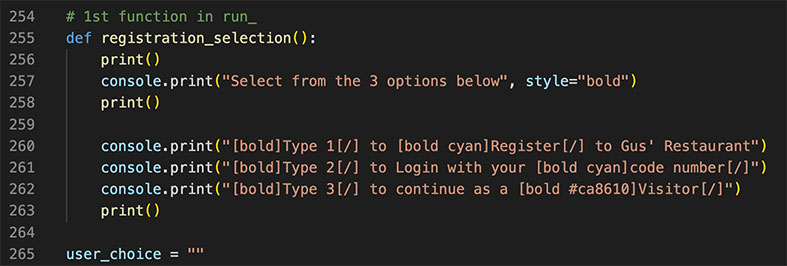 254 # 1st function in run_
255 def registration_selection():
256 print()
257 console.print("Select from the 3 options below", style="bold")
258 print()
259
260 console.print("[bold]Type 1[/] to [bold cyan]Register[/] to Gus' Restaurant")
261 console.print("[bold]Type 2[/] to Login with your [bold cyan]code number[/]")
262 console.print("[bold]Type 3[/] to continue as a [bold #ca8610]Visitor[/]")
263 print()
264
265 user_choice = ""